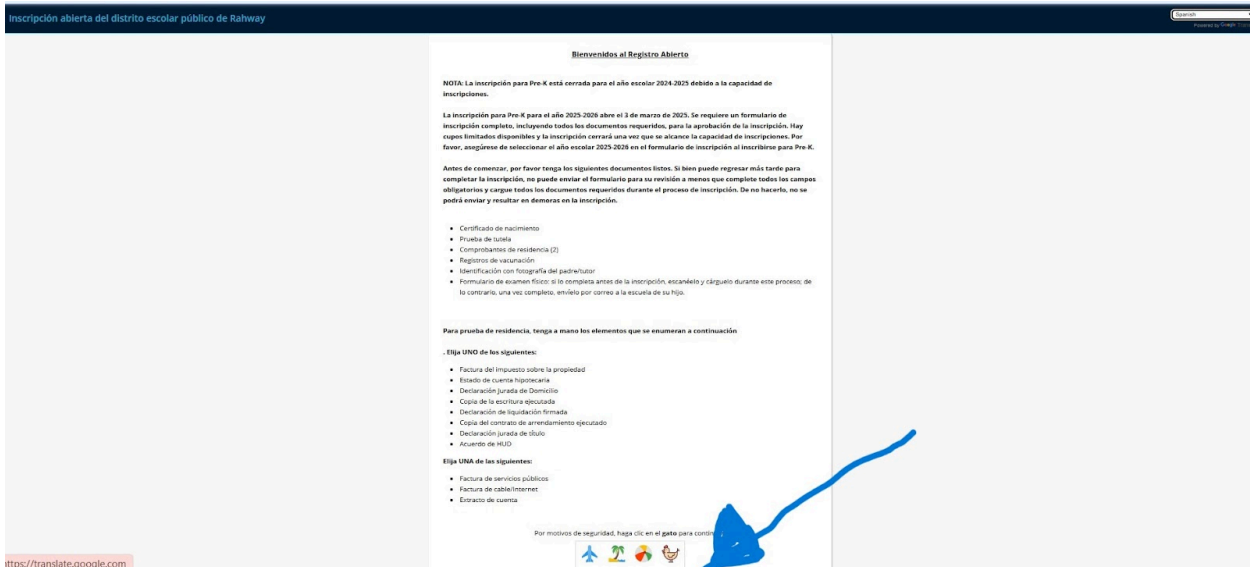 Inscripción abierta del distrito escolar público de Rahway
Spanish
Powered by Google
Bienvenidos al Registro Abierto
NOTA: La inscripción para Pre-K está cerrada para el año escolar 2024-2025 debido a la capacidad de
inscripciones.
La inscripción para Pre-K para el año 2025-2026 abre el 3 de marzo de 2025. Se requiere un formulario de
inscripción completo, incluyendo todos los documentos requeridos, para la aprobación de la inscripción. Hay
cupos limitados disponibles y la inscripción cerrará una vez que se alcance la capacidad de inscripciones. Por
favor, asegúrese de seleccionar el año escolar 2025-2026 en el formulario de inscripción al inscribirse para Pre-K.
Antes de comenzar, por favor tenga los siguientes documentos listos. Si bien puede regresar más tarde para
completar la inscripción, no puede enviar el formulario para su revisión a menos que complete todos los campos
obligatorios y cargue todos los documentos requeridos durante el proceso de inscripción. De no hacerlo, no se
podrá enviar y resultar en demoras en la inscripción.
Certificado de nacimiento
Prueba de tutela
Comprobantes de residencia (2)
Registros de vacunación
Identificación con fotografía del padre/tutor
Formulario de examen físico: si lo completa antes de la inscripción, escanéelo y cárguelo durante este proceso; de
lo contrario, una vez completo, envíelo por correo a la escuela de su hijo.
Para prueba de residencia, tenga a mano los elementos que se enumeran a continuación
. Elija UNO de los siguientes:
Factura del impuesto sobre la propiedad
Estado de cuenta hipotecaria
Declaración Jurada de Domicilio
Copia de la escritura ejecutada
Declaración de liquidación firmada
Copia del contrato de arrendamiento ejecutado
Declaración jurada de título
Acuerdo de HUD
Elija UNA de las siguientes:
Factura de servicios públicos
Factura de cable/Internet
Extracto de cuenta
Por motivos de seguridad, haga clic en el gato para contin
https://translate.google.com